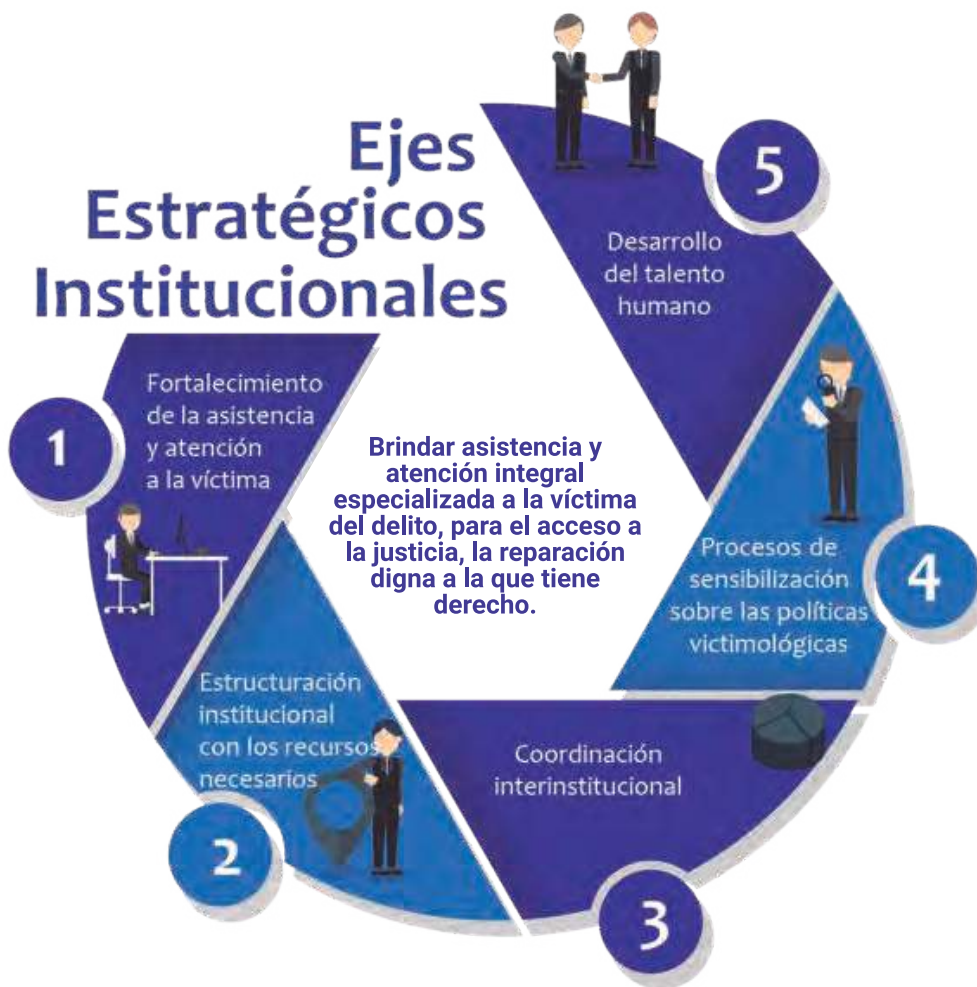 Ejes
Estratégicos
Institucionales
1
Fortalecimiento
de la asistencia
y atención
a la víctima
2
Estructuración
institucional
con los recursos
necesarios
3
Coordinación
interinstitucional
4
Procesos de
sensibilización
sobre las políticas
victimológicas
5
Desarrollo
del talento
humano
Brindar asistencia y
atención integral
especializada a la víctima
del delito, para el acceso a
la justicia, la reparación
digna a la que tiene
derecho.